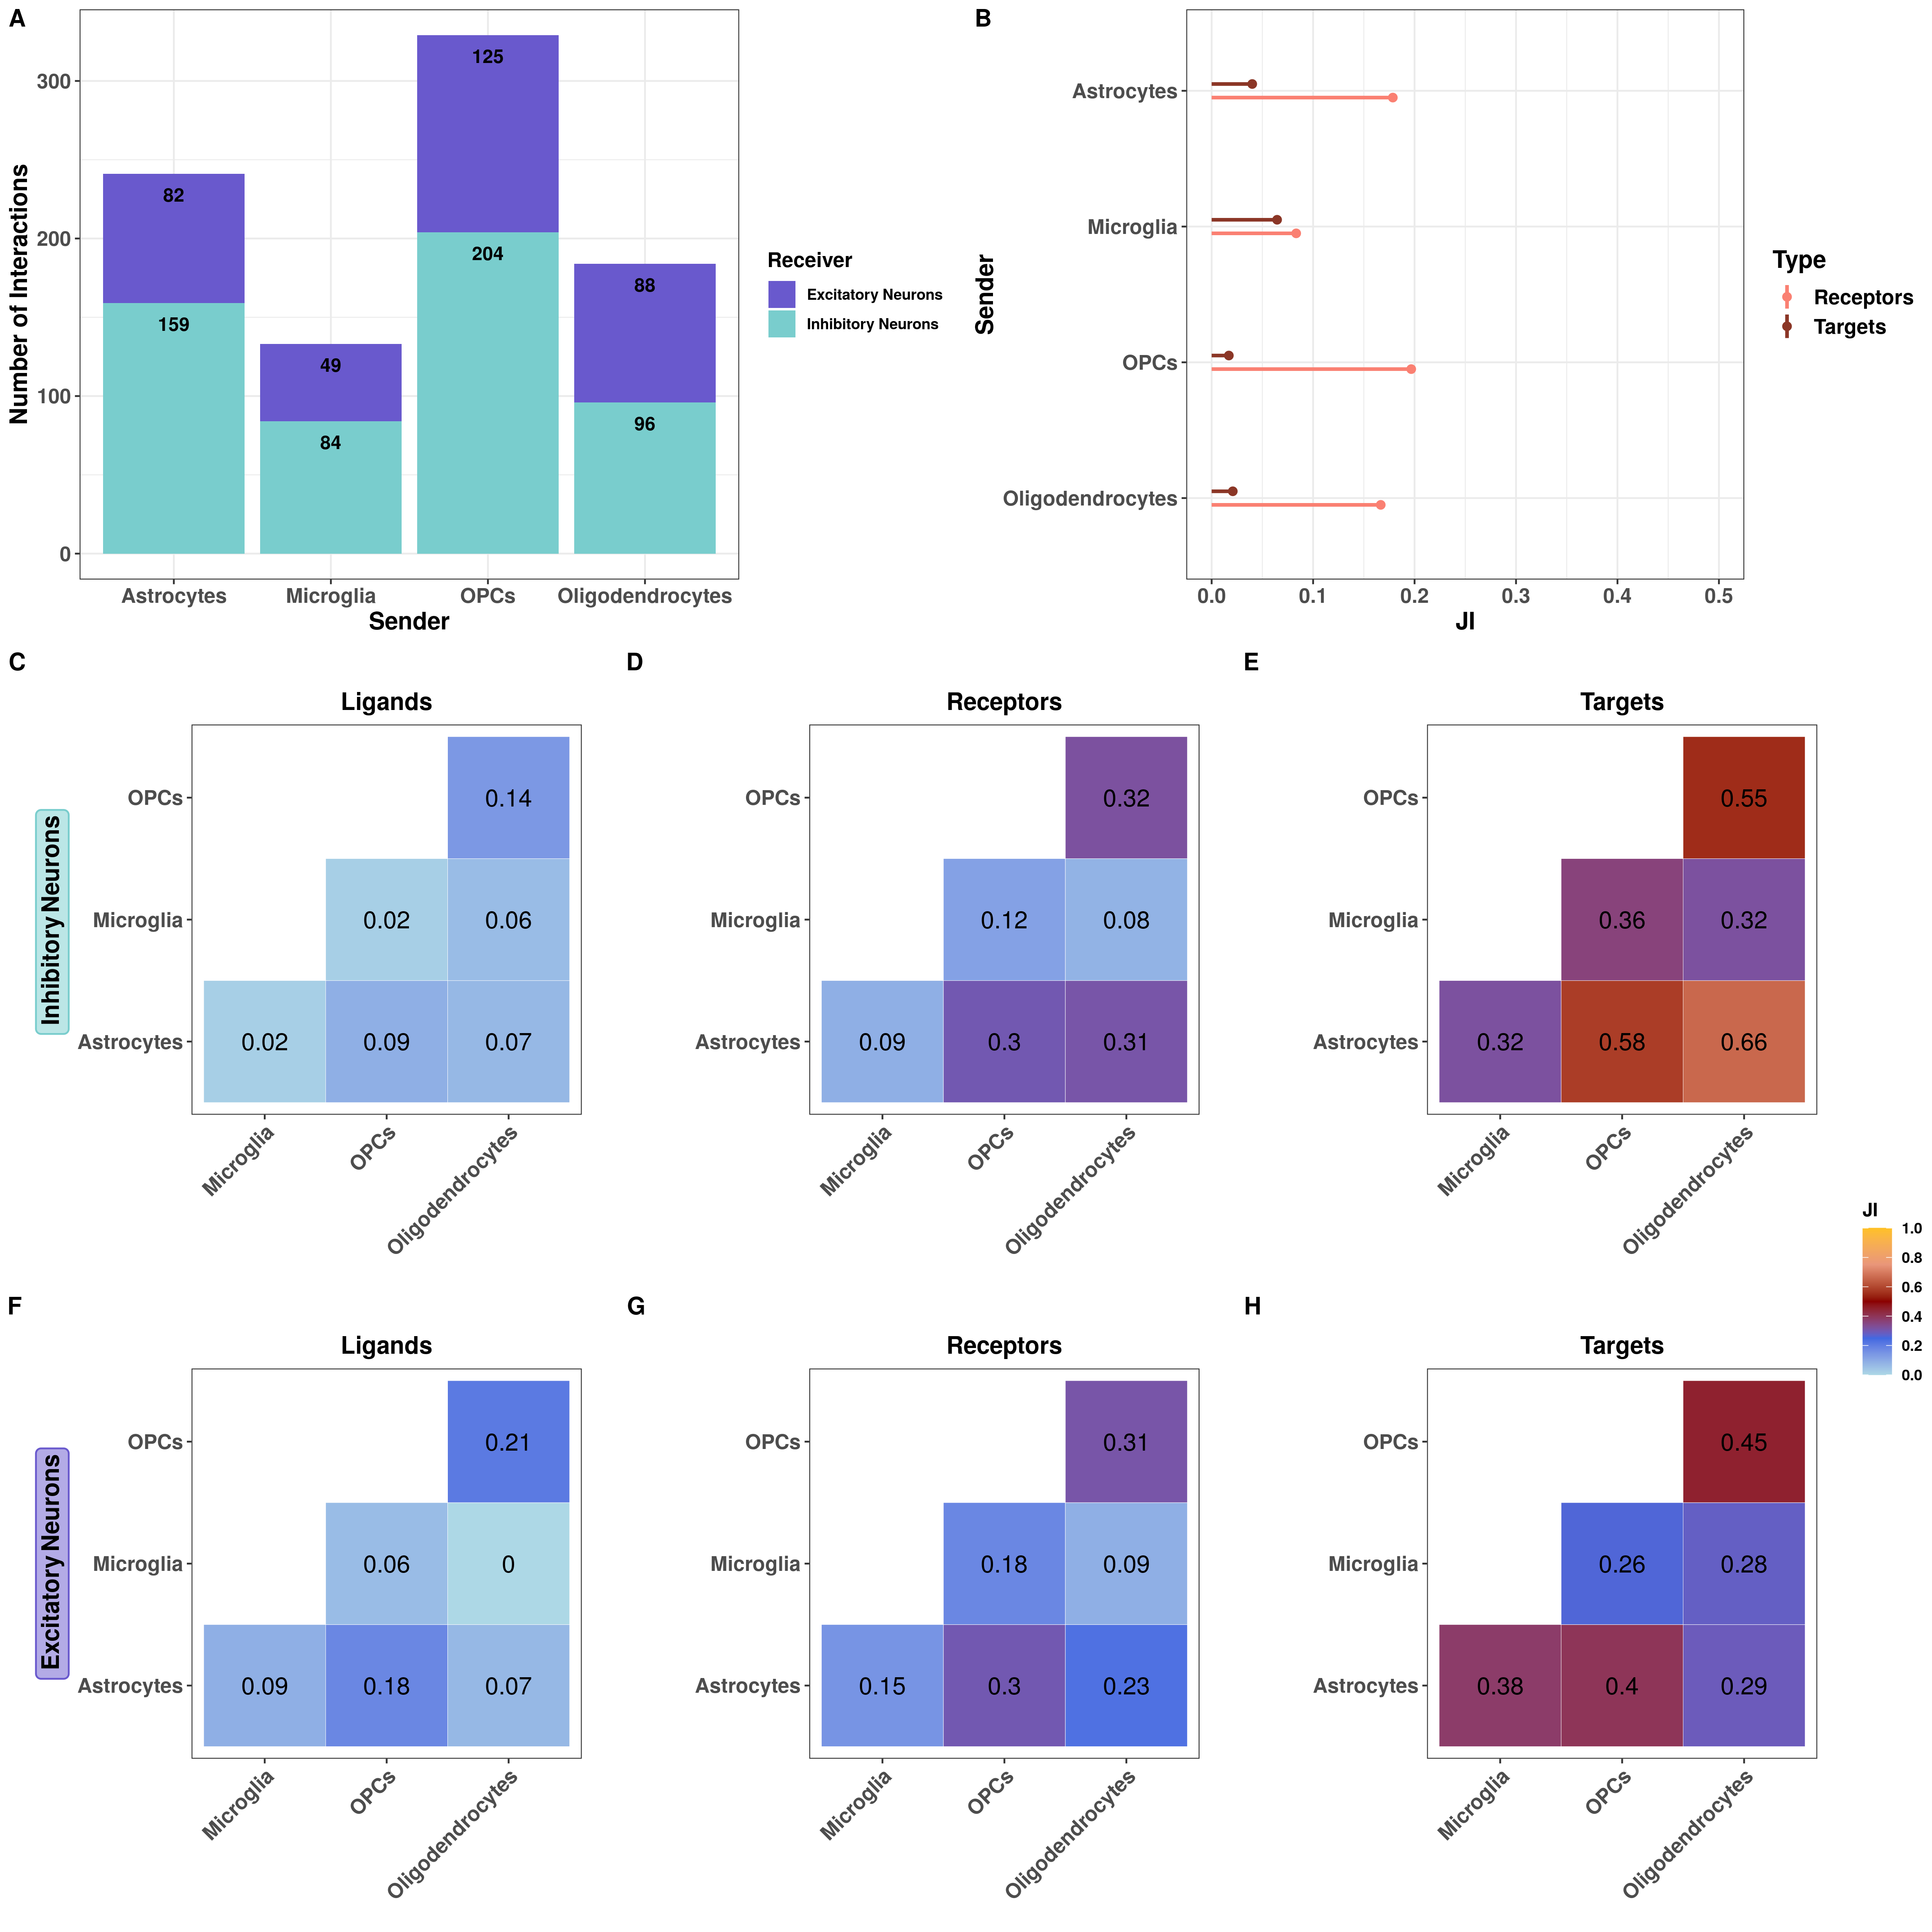 A
Number of Interactions
300
200
100
0
125
82
204
88
159
49
96
84
Astrocytes
Microglia
OPCs
Oligodendrocytes
Sender
Receiver
Excitatory Neurons
Inhibitory Neurons
B
Sender
Astrocytes
Microglia
OPCs
Oligodendrocytes
0.0
0.1
0.2
0.3
0.4
0.5
JI
Type
Receptors
Targets
Inhibitory Neurons
C
Ligands
OPCs
0.14
Microglia
0.02
0.06
Astrocytes
0.02
0.09
0.07
Microglia
OPCs
Oligodendrocytes
D
Receptors
OPCs
0.32
Microglia
0.12
0.08
Astrocytes
0.09
0.3
0.31
Microglia
OPCs
Oligodendrocytes
E
Targets
OPCs
0.55
Microglia
0.36
0.32
Astrocytes
0.32
0.58
0.66
Microglia
OPCs
Oligodendrocytes
JI
1.0
0.8
0.6
0.4
0.2
0.0
Excitatory Neurons
F
Ligands
OPCs
0.21
Microglia
0.06
0
Astrocytes
0.09
0.18
0.07
Microglia
OPCs
Oligodendrocytes
G
Receptors
OPCs
0.31
Microglia
0.18
0.09
Astrocytes
0.15
0.3
0.23
Microglia
OPCs
Oligodendrocytes
H
Targets
OPCs
0.45
Microglia
0.26
0.28
Astrocytes
0.38
0.4
0.29
Microglia
OPCs
Oligodendrocytes